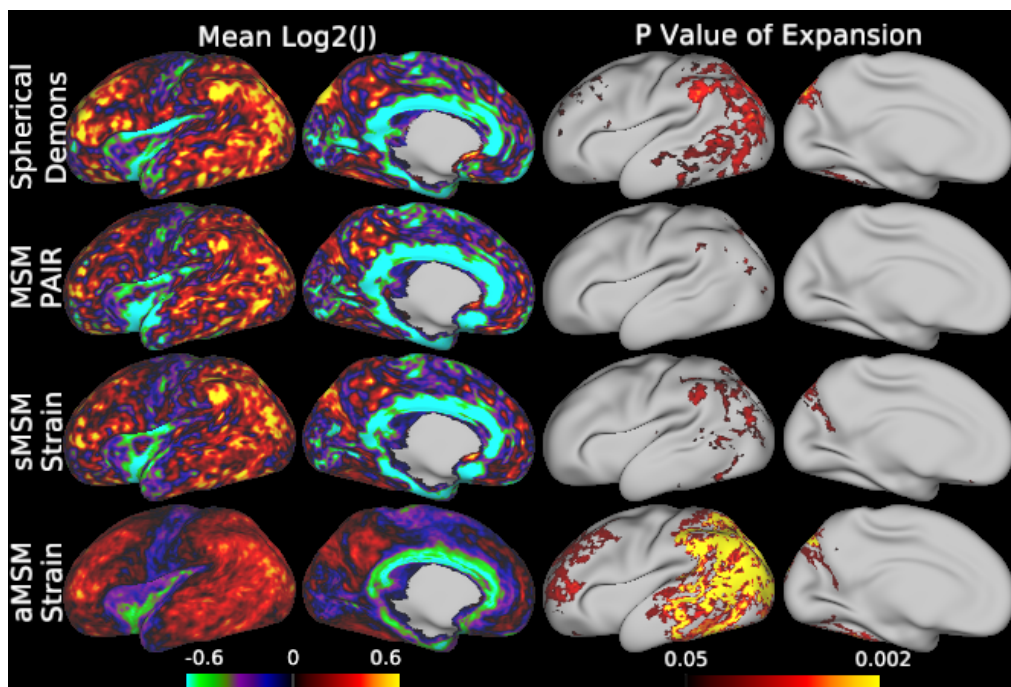 Mean Log2(J)
P Value of Expansion
Spherical
Demons
MSM
PAIR
sMSM
Strain
aMSM
Strain
-0.6 0 0.6
0.05 0.002